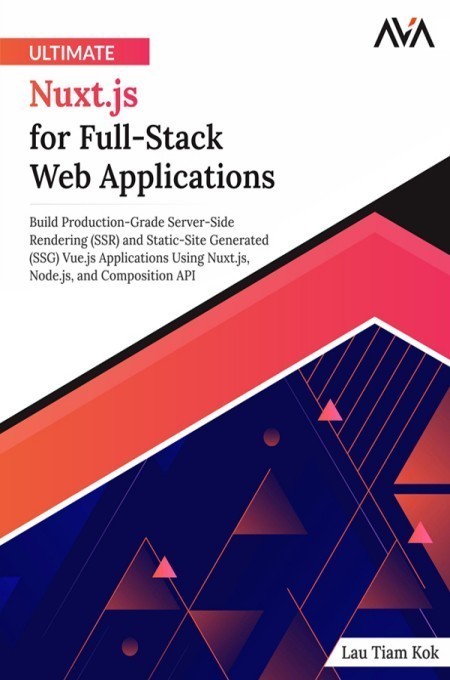 AVA
ULTIMATE
Nuxt.js
for Full-Stack
Web Applications
Build Production-Grade Server-Side
Rendering (SSR) and Static-Site Generated
(SSG) Vue.js Applications Using Nuxt.js,
Node.js, and Composition API
Lau Tiam Kok